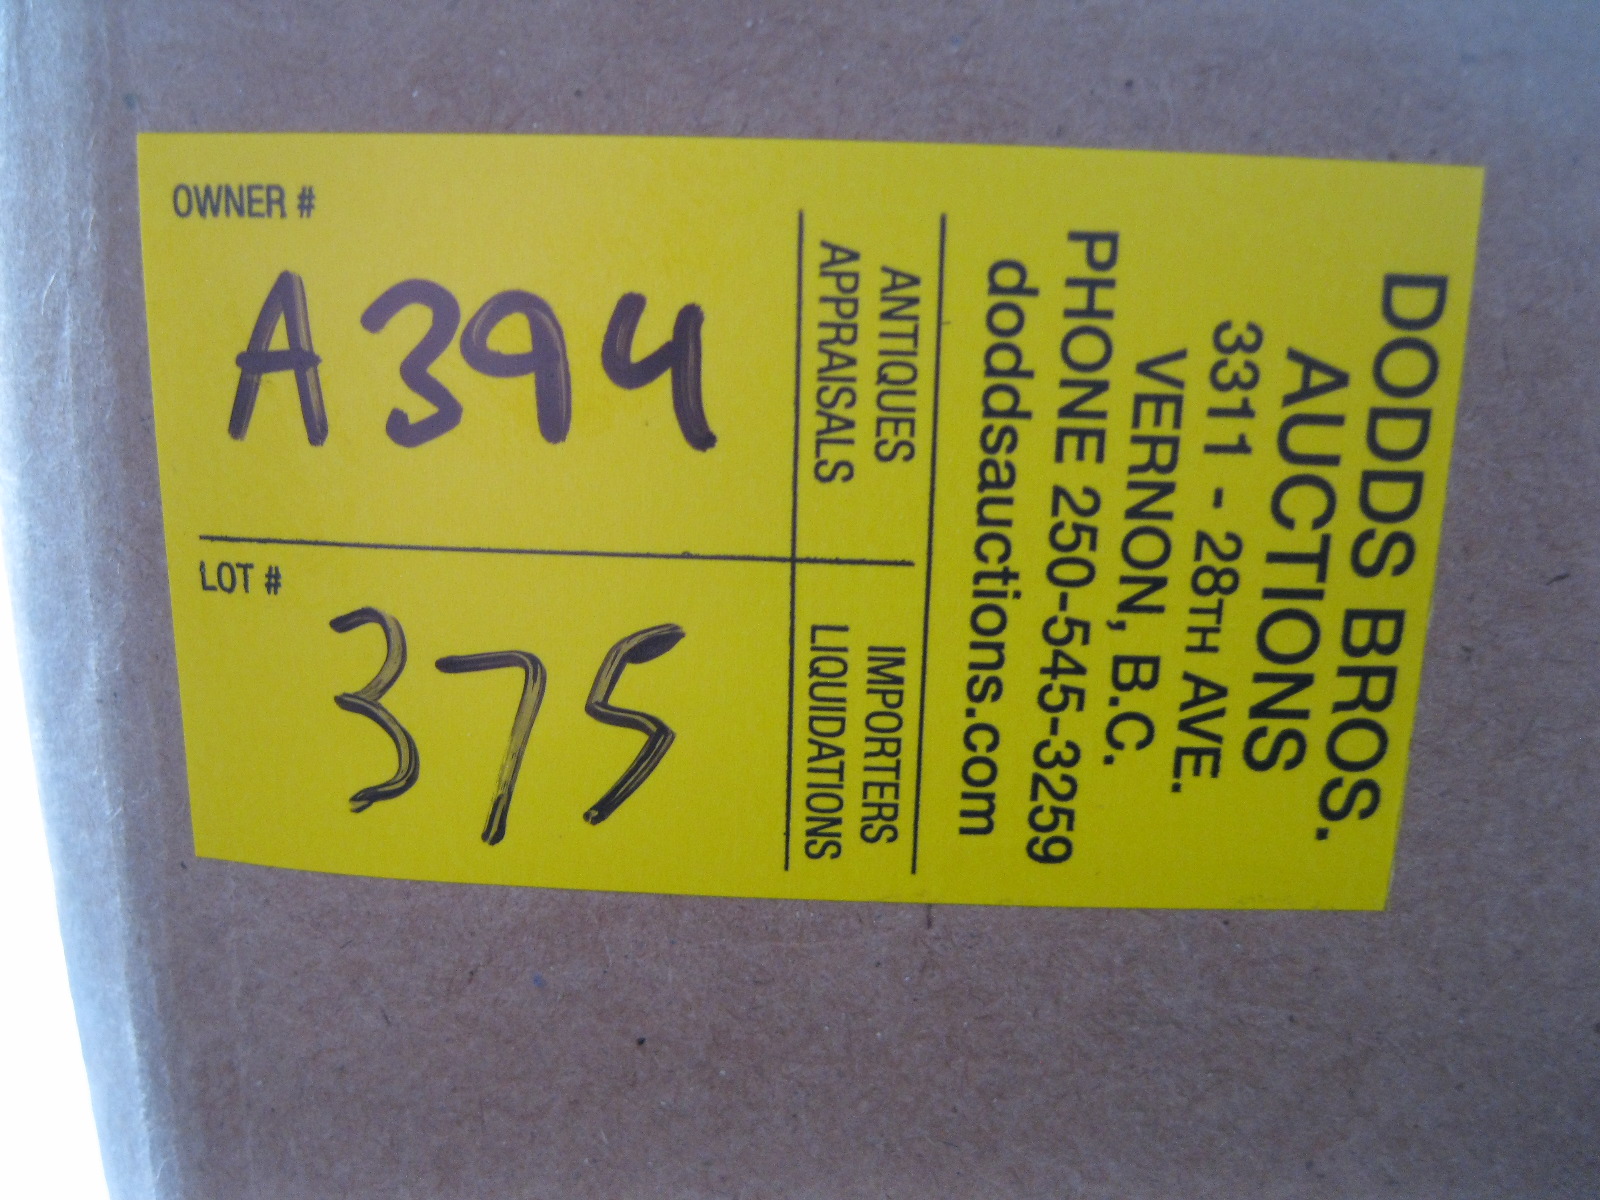 OWNER #
A394
LOT #
375
DODDS BROS.
AUCTIONS
3311 - 28TH AVE.
VERNON, B.C.
PHONE 250-545-3259
doddsauctions.com
ANTIQUES
APPRAISALS
IMPORTERS
LIQUIDATIONS